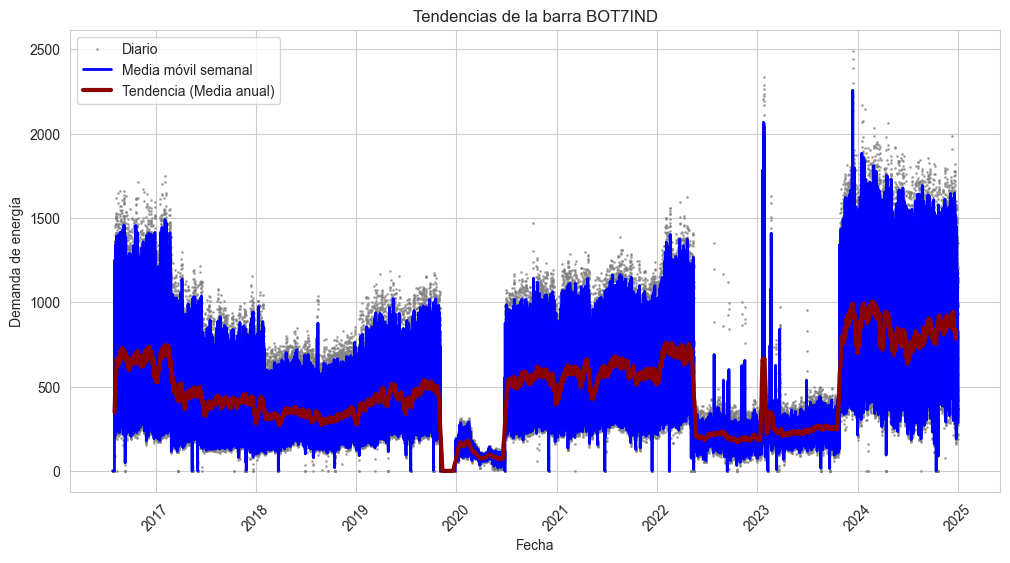 Tendencias de la barra BOT7IND
Diario
Media móvil semanal
Tendencia (Media anual)
Demanda de energía
2500
2000
1500
1000
500
0
2017
2018
2019
2020
2021
2022
2023
2024
2025
Fecha